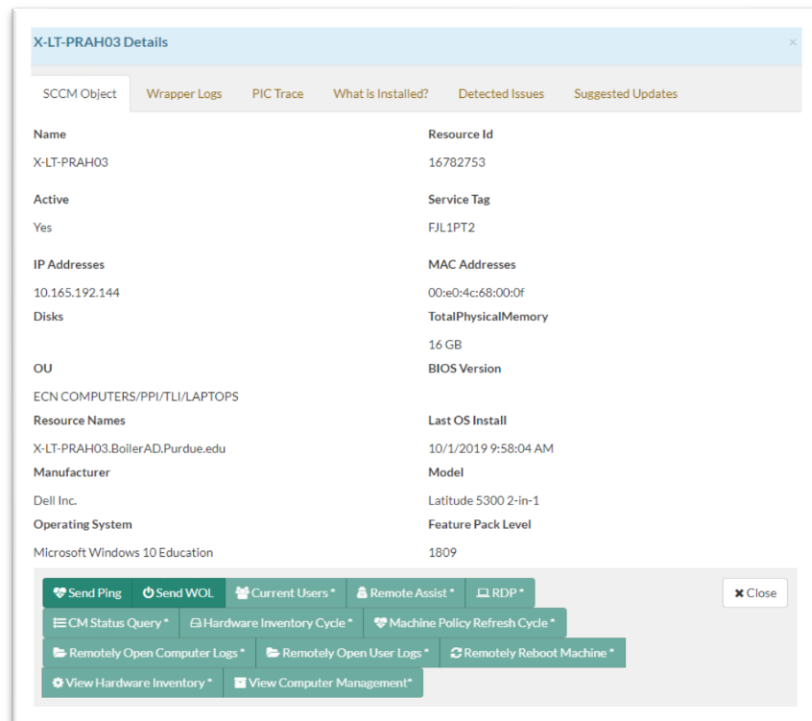 X-LT-PRAH03 Details ×
SCCM Object Wrapper Logs PIC Trace What is Installed? Detected Issues Suggested Updates
Name Resource Id
X-LT-PRAH03 16782753
Active Service Tag
Yes FJL1PT2
IP Addresses MAC Addresses
10.165.192.144 00:e0:4c:68:00:0f
Disks TotalPhysicalMemory
16 GB
OU BIOS Version
ECN COMPUTERS/PPI/TLI/LAPTOPS
Resource Names Last OS Install
X-LT-PRAH03.BoilerAD.Purdue.edu 10/1/2019 9:58:04 AM
Manufacturer Model
Dell Inc. Latitude 5300 2-in-1
Operating System Feature Pack Level
Microsoft Windows 10 Education 1809
Send Ping Send WOL Current Users * Remote Assist * RDP * Close
CM Status Query * Hardware Inventory Cycle * Machine Policy Refresh Cycle *
Remotely Open Computer Logs * Remotely Open User Logs * Remotely Reboot Machine *
View Hardware Inventory * View Computer Management*